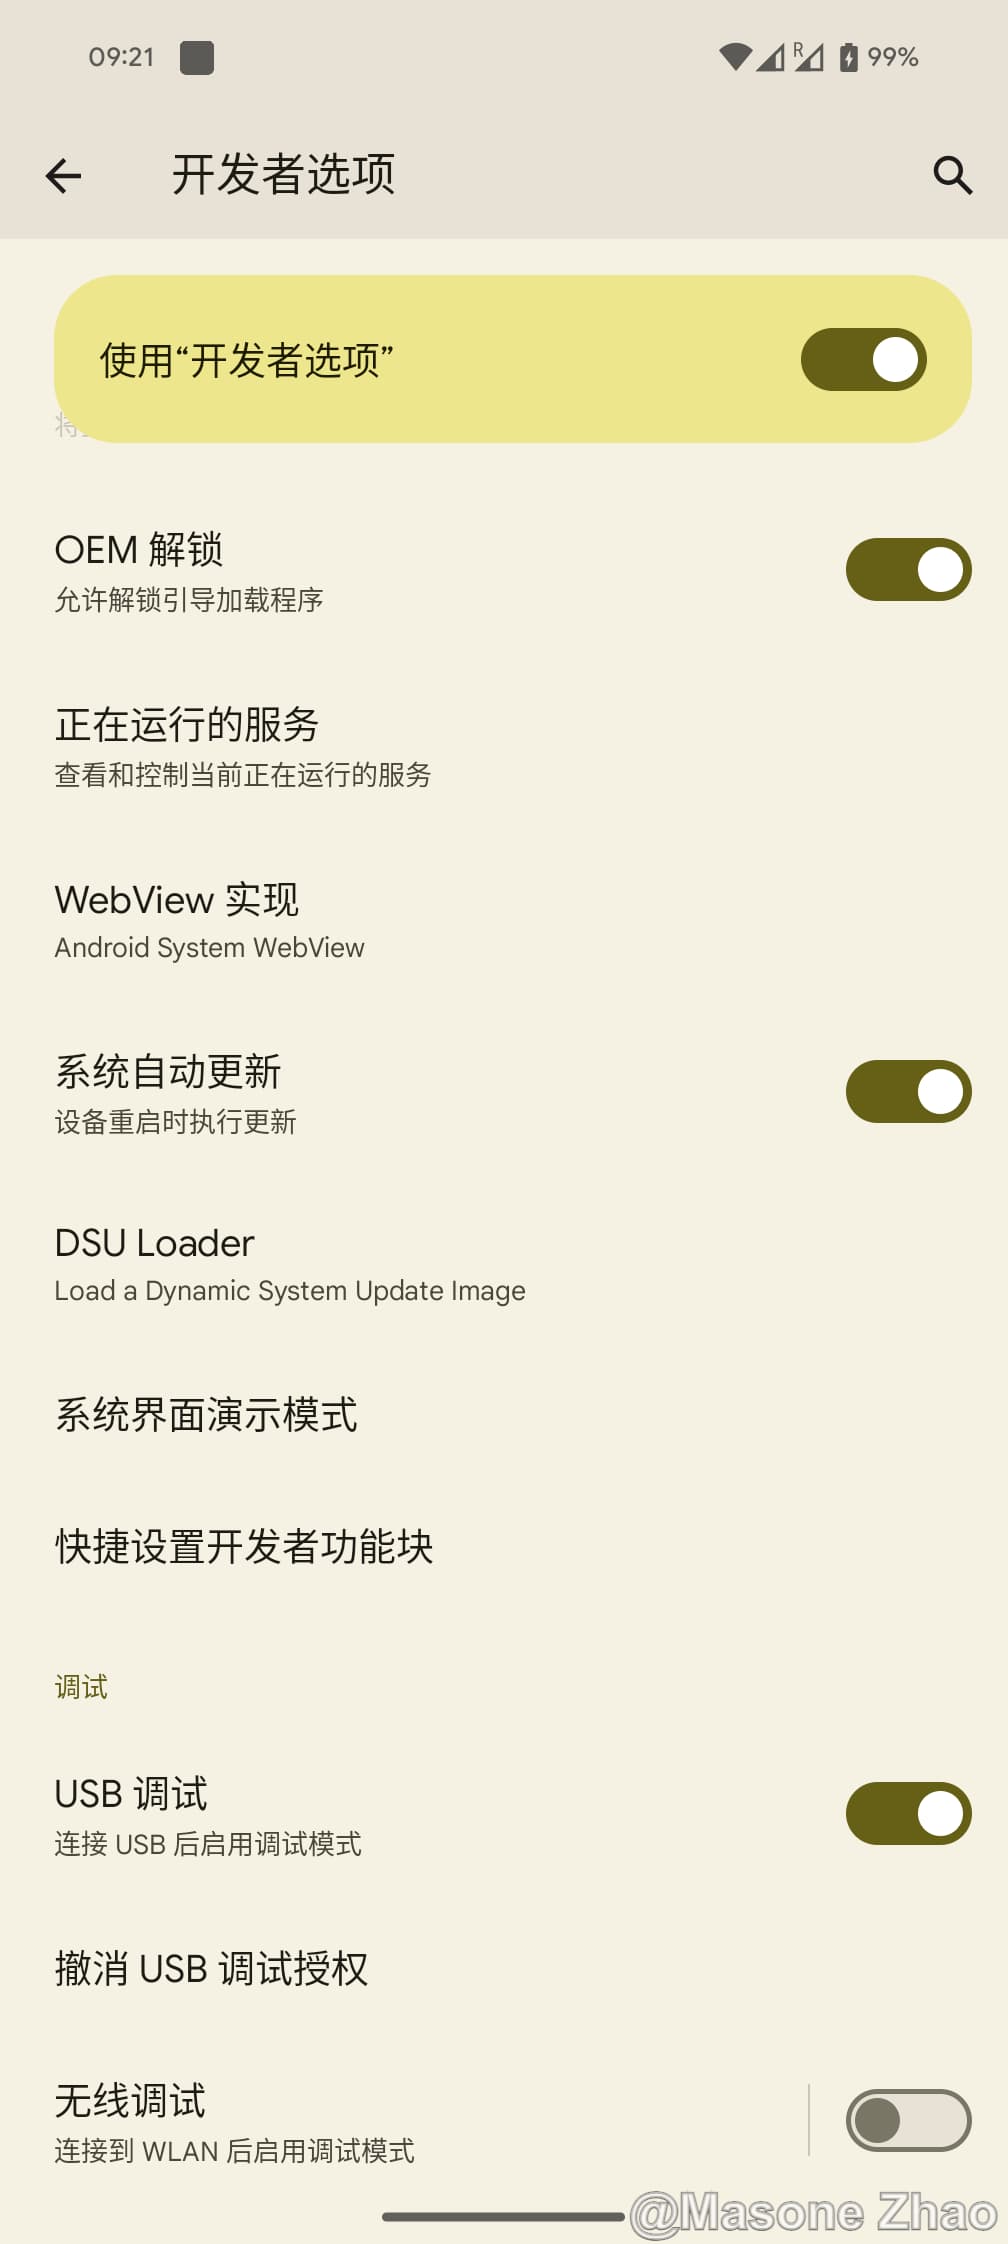 09:21
R
99%
开发者选项
使用“开发者选项”
将
OEM 解锁
允许解锁引导加载程序
正在运行的服务
查看和控制当前正在运行的服务
WebView 实现
Android System WebView
系统自动更新
设备重启时执行更新
DSU Loader
Load a Dynamic System Update Image
系统界面演示模式
快捷设置开发者功能块
调试
USB 调试
连接 USB 后启用调试模式
撤消 USB 调试授权
无线调试
连接到 WLAN 后启用调试模式
@Masone Zhao